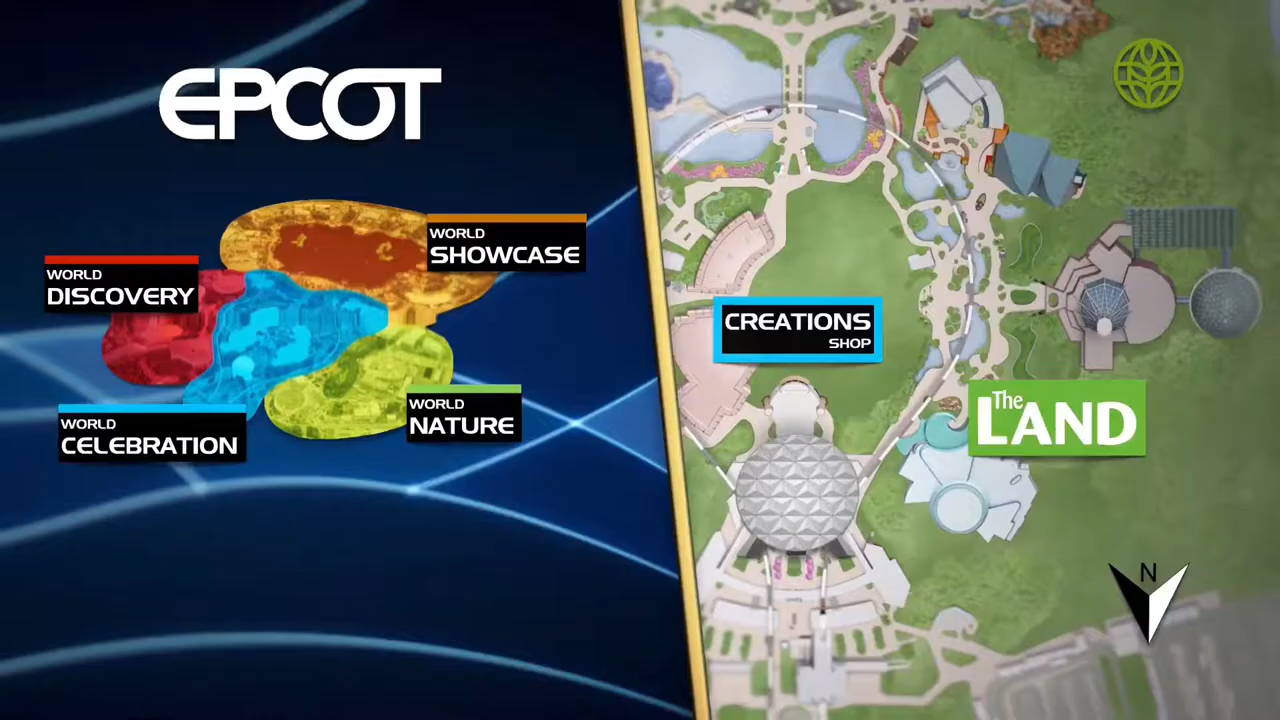 EPCOT
WORLD
SHOWCASE
WORLD
DISCOVERY
WORLD
CELEBRATION
WORLD
NATURE
CREATIONS
SHOP
The
LAND
N